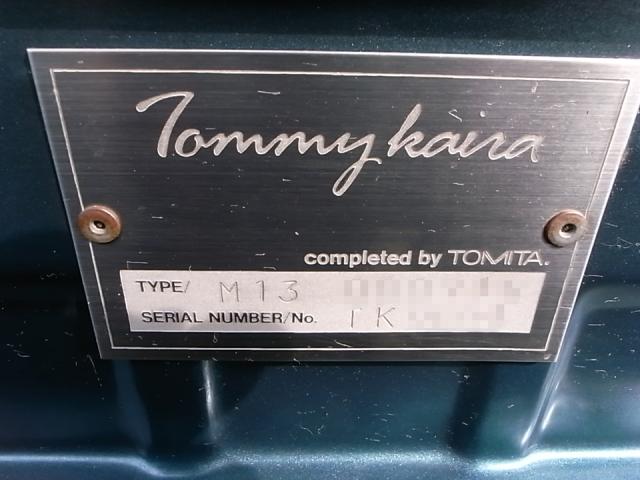 Tommykaira
completed by TOMITA.
TYPE/ M13
SERIAL NUMBER/No. TK